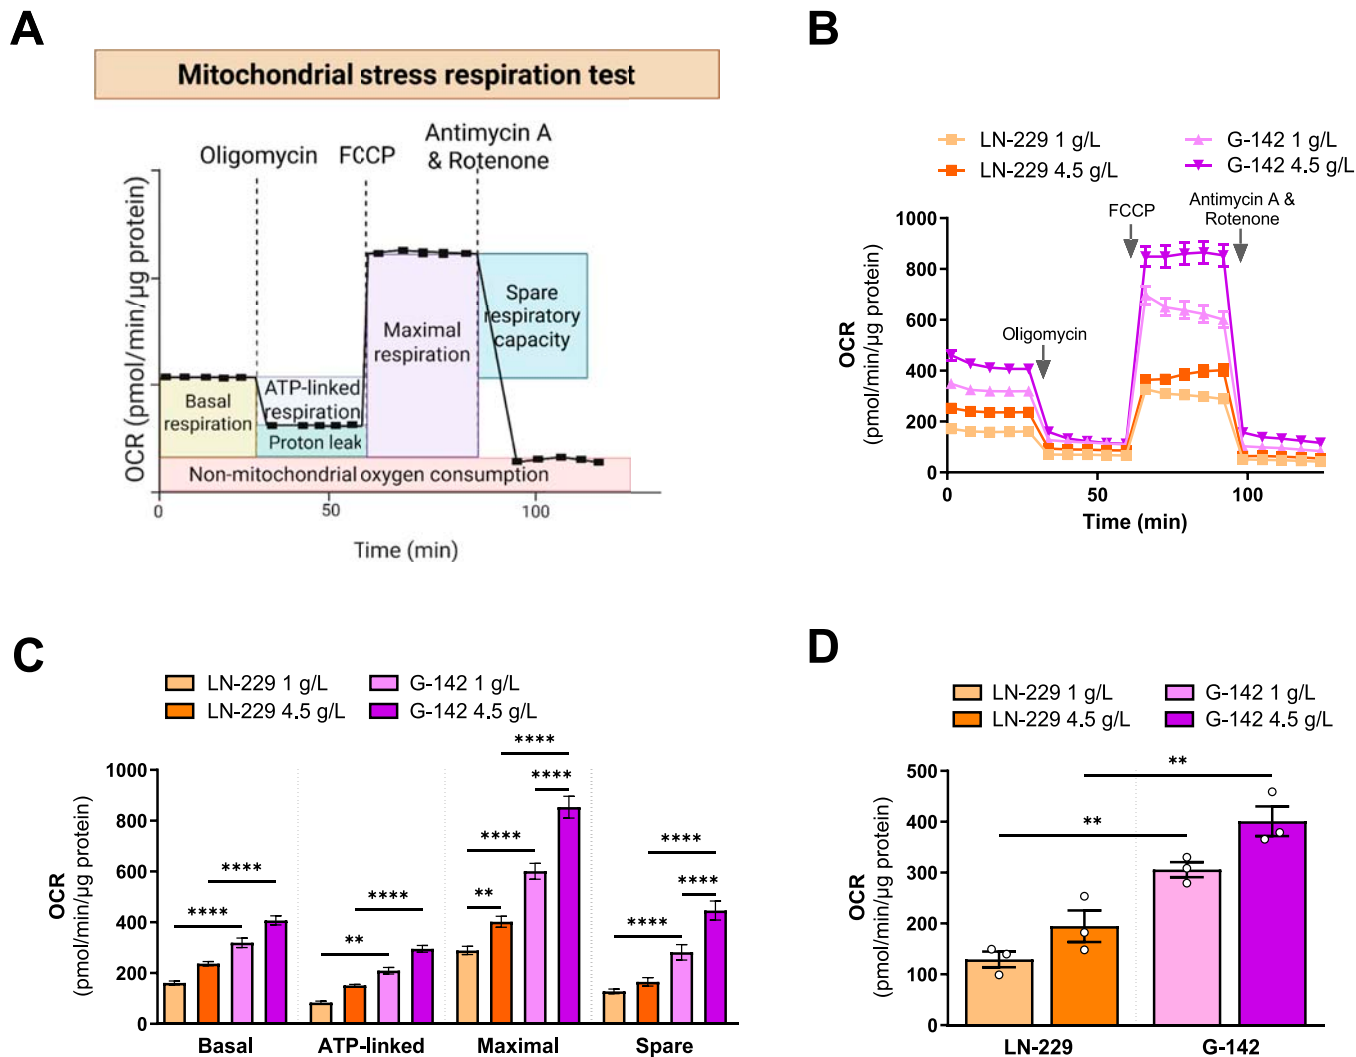 A
Mitochondrial stress respiration test
Oligomycin
FCCP
Antimycin A
& Rotenone
OCR (pmol/min/µg protein)
Basal
respiration
ATP-linked
respiration
Proton leak
Maximal
respiration
Spare
respiratory
capacity
Non-mitochondrial oxygen consumption
0
50
100
Time (min)
B
LN-229 1 g/L
LN-229 4.5 g/L
G-142 1 g/L
G-142 4.5 g/L
OCR
(pmol/min/µg protein)
1000
800
600
400
200
0
Oligomycin
FCCP
Antimycin A &
Rotenone
0
50
100
Time (min)
C
LN-229 1 g/L
LN-229 4.5 g/L
G-142 1 g/L
G-142 4.5 g/L
OCR
(pmol/min/µg protein)
1000
800
600
400
200
0
****
****
**
****
**
****
****
****
****
****
****
Basal
ATP-linked
Maximal
Spare
D
LN-229 1 g/L
LN-229 4.5 g/L
G-142 1 g/L
G-142 4.5 g/L
OCR
(pmol/min/µg protein)
500
400
300
200
100
0
**
**
LN-229
G-142